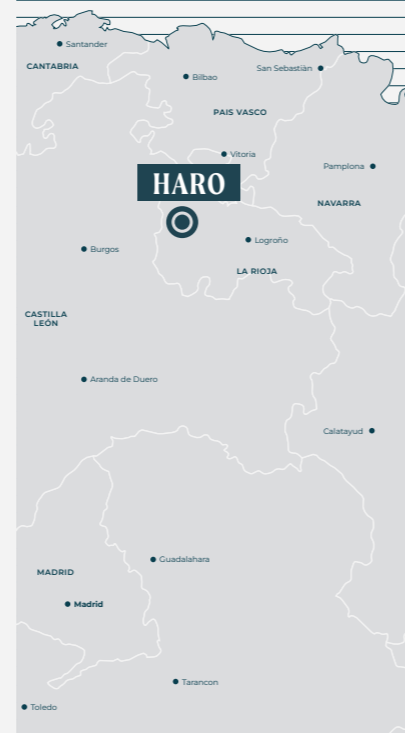 Santander
CANTABRIA
San Sebastiàn
Bilbao
PAIS VASCO
Vitoria
Pamplona
HARO
NAVARRA
Logroño
Burgos
LA RIOJA
CASTILLA
LEÓN
Aranda de Duero
Calatayud
Guadalahara
MADRID
Madrid
Tarancon
Toledo